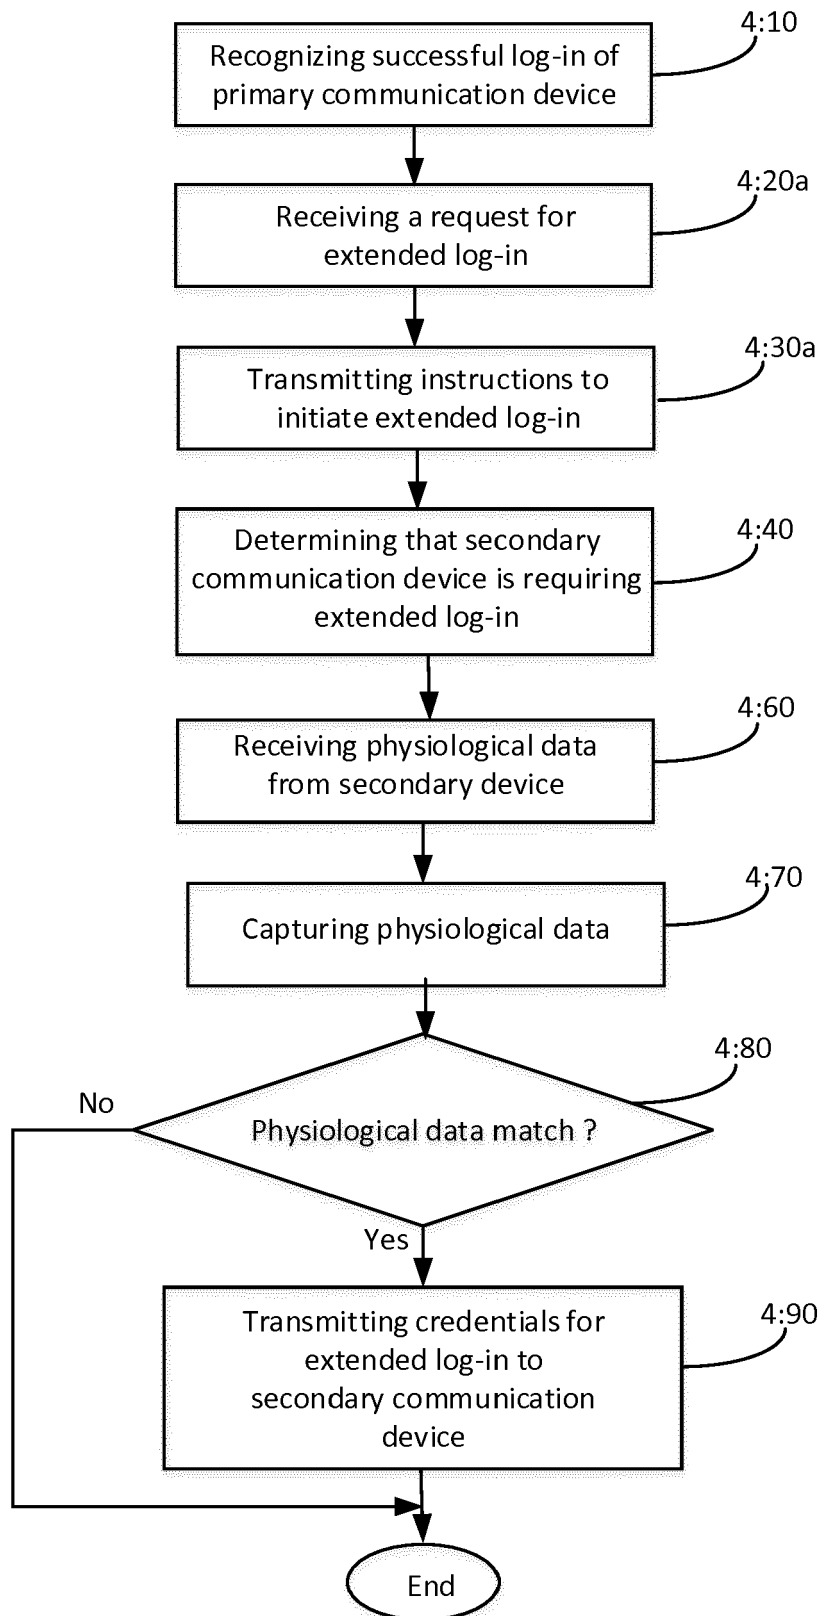 4:10
Recognizing successful log-in of
primary communication device
4:20a
Receiving a request for
extended log-in
4:30a
Transmitting instructions to
initiate extended log-in
4:40
Determining that secondary
communication device is requiring
extended log-in
4:60
Receiving physiological data
from secondary device
4:70
Capturing physiological data
4:80
No
Physiological data match ?
Yes
4:90
Transmitting credentials for
extended log-in to
secondary communication
device
End